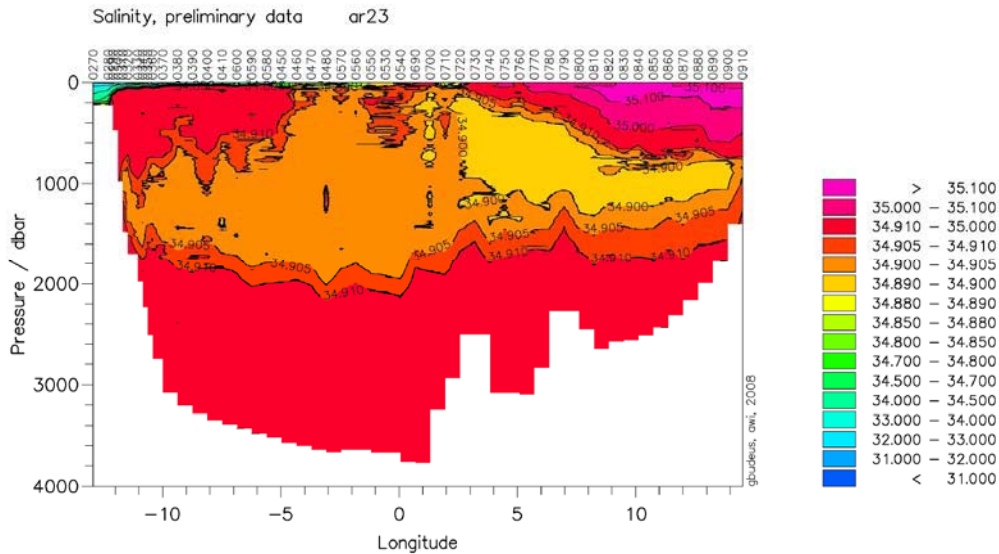 Salinity, preliminary data ar23
0270 0380 0390 0400 0410 0600 0590 0580 0450 0460 0470 0480 0570 0560 0550 0530 0540 0690 0700 0710 0720 0730 0740 0750 0760 0770 0780 0790 0800 0810 0820 0830 0840 0850 0860 0870 0880 0890 0900 0910
0
1000
2000
3000
4000
Pressure / dbar
34.910
34.905
34.910
34.905
34.910
34.900
34.905
34.905
34.910
35.000
35.100
34.900
34.900
34.905
34.905
34.910
34.910
−10 −5 0 5 10
Longitude
gbudeus, awi, 2008
> 35.100
35.000 − 35.100
34.910 − 35.000
34.905 − 34.910
34.900 − 34.905
34.890 − 34.900
34.880 − 34.890
34.850 − 34.880
34.800 − 34.850
34.700 − 34.800
34.500 − 34.700
34.000 − 34.500
33.000 − 34.000
32.000 − 33.000
31.000 − 32.000
< 31.000